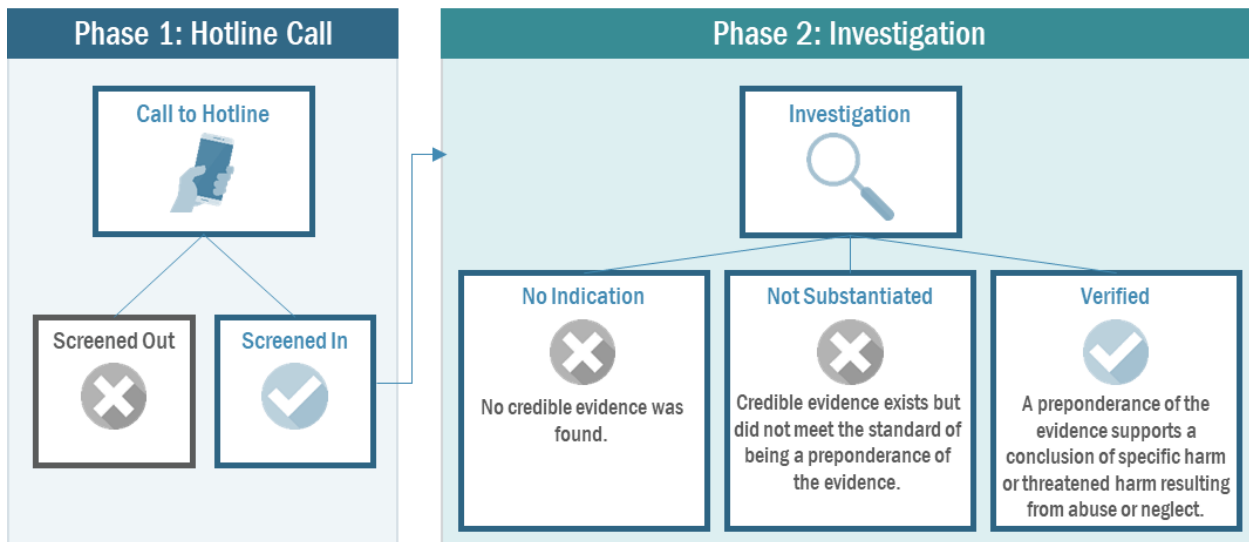 Phase 1: Hotline Call
Call to Hotline
Screened Out
Screened In
Phase 2: Investigation
Investigation
No Indication
No credible evidence was
found.
Not Substantiated
Credible evidence exists but
did not meet the standard of
being a preponderance of
the evidence.
Verified
A preponderance of the
evidence supports a
conclusion of specific harm
or threatened harm resulting
from abuse or neglect.